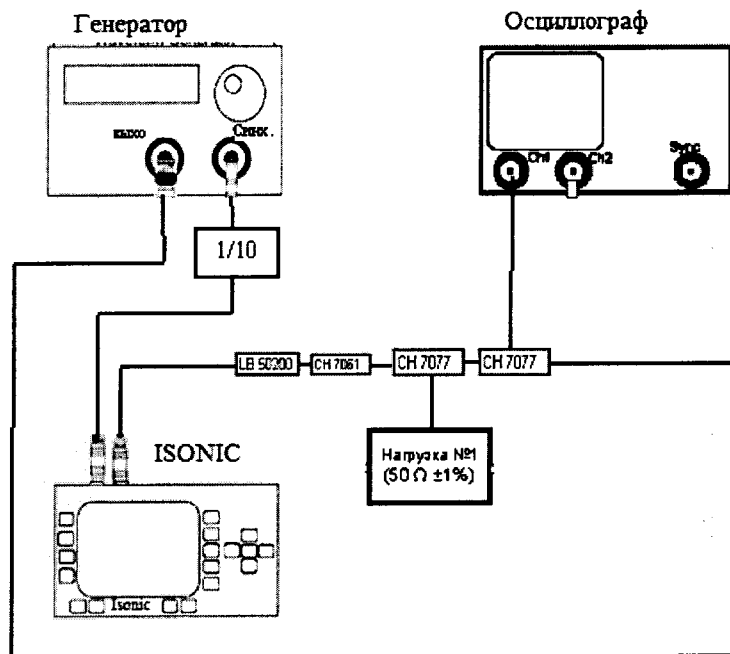 Генератор
Осциллограф
выхо
Синх.
Ch1
Ch2
Sync
1/10
LB 50200
CH 7061
CH 7077
CH 7077
ISONIC
Нагрузка №1
(50 Ω ±1%)
Isonic